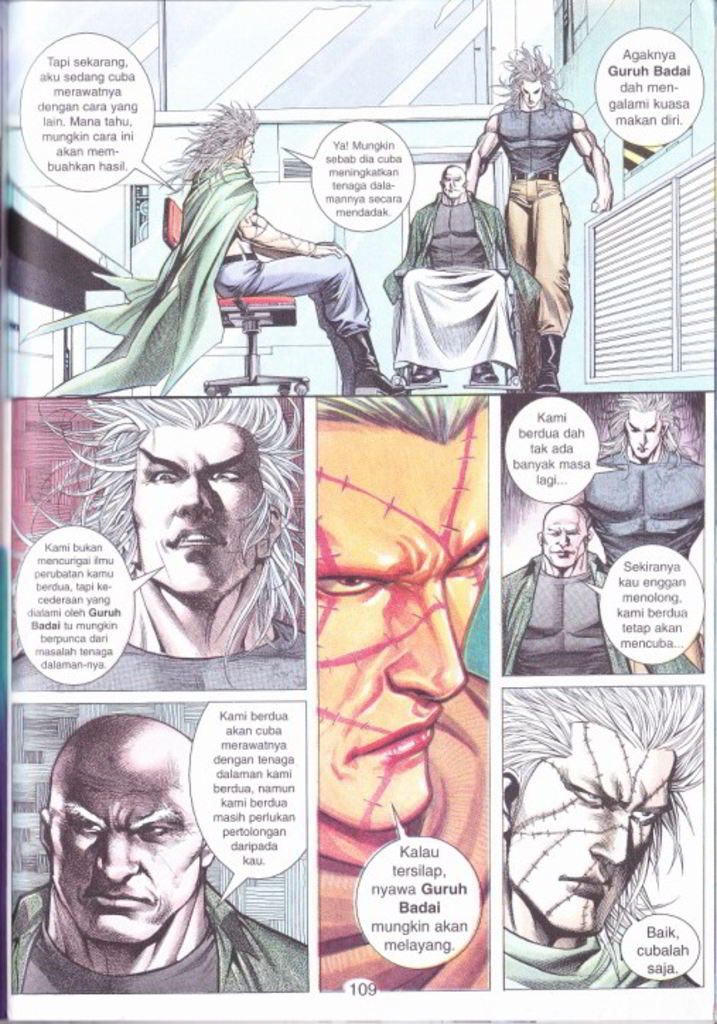 Tapi sekarang,
aku sedang cuba
merawatnya
dengan cara yang
lain. Mana tahu,
mungkin cara ini
akan mem-
buahkan hasil.
Ya! Mungkin
sebab dia cuba
meningkatkan
tenaga dala-
mannya secara
mendadak.
Agaknya
Guruh Badai
dah men-
galami kuasa
makan diri.
Kami bukan
mencurigai ilmu
perubatan kamu
berdua, tapi ke-
cederaan yang
dialami oleh Guruh
Badai tu mungkin
berpunca dari
masalah tenaga
dalaman-nya.
Kami berdua
akan cuba
merawatnya
dengan tenaga
dalaman kami
berdua, namun
kami berdua
masih perlukan
pertolongan
daripada
kau.
Kalau
tersilap,
nyawa Guruh
Badai
mungkin akan
melayang.
Kami
berdua dah
tak ada
banyak masa
lagi...
Sekiranya
kau enggan
menolong,
kami berdua
tetap akan
mencuba...
Baik,
cubalah
saja.
109